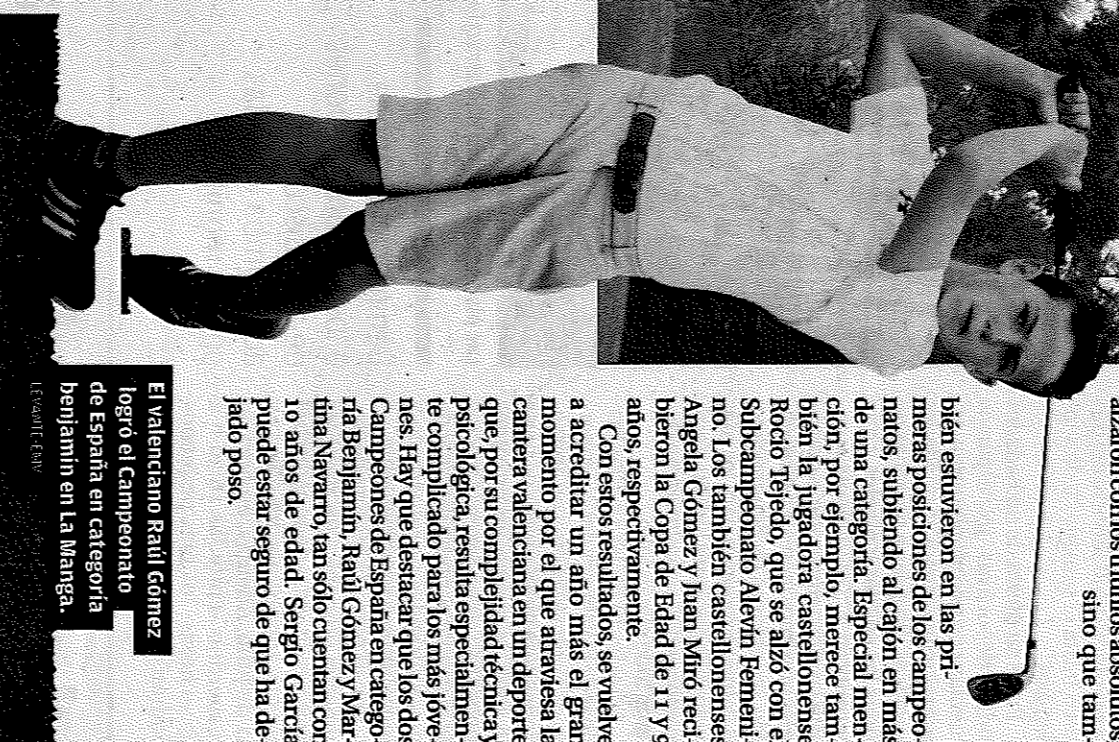 sino que tam-
bién estuvieron en las pri-
meras posiciones de los campeo-
natos, subiendo al cajón en más
de una categoría. Especial men-
ción, por ejemplo, merece tam-
bién la jugadora castellonense
Rocio Tejedo, que se alzó con el
Subcampeonato Alevín Femeni-
no. Los también castellonenses
Ángela Gómez y Juan Miró reci-
bieron la Copa de Edad de 11 y 9
años, respectivamente.
Con estos resultados, se vuelve
a acreditar un año más el gran
momento por el que atraviesa la
cantera valenciana en un deporte
que, por su complejidad técnica y
psicológica, resulta especialmen-
te complicado para los más jóve-
nes. Hay que destacar que los dos
Campeones de España en catego-
ría Benjamín, Raúl Gómez y Mar-
tina Navarro, tan sólo cuentan con
10 años de edad. Sergio García
puede estar seguro de que ha de-
jado poso.
El valenciano Raúl Gómez
logró el Campeonato
de España en categoría
benjamin en La Manga.
LEVANTE-EMV